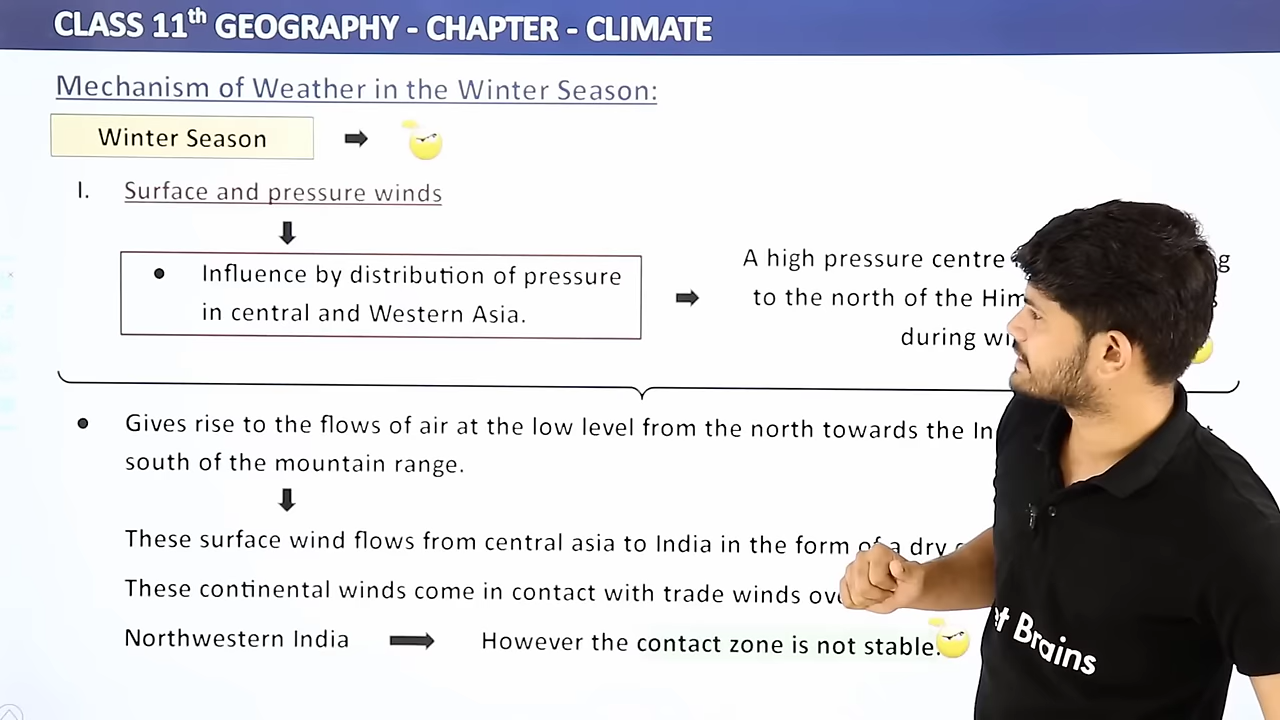 CLASS 11th GEOGRAPHY - CHAPTER - CLIMATE
Mechanism of Weather in the Winter Season:
Winter Season
I. Surface and pressure winds
• Influence by distribution of pressure
in central and Western Asia.
A high pressure centre
to the north of the
during
• Gives rise to the flows of air at the low level from the north towards the
south of the mountain range.
These surface wind flows from central asia to India in the form of a dry
These continental winds come in contact with trade winds
Northwestern India
However the contact zone is not stable.
Brains